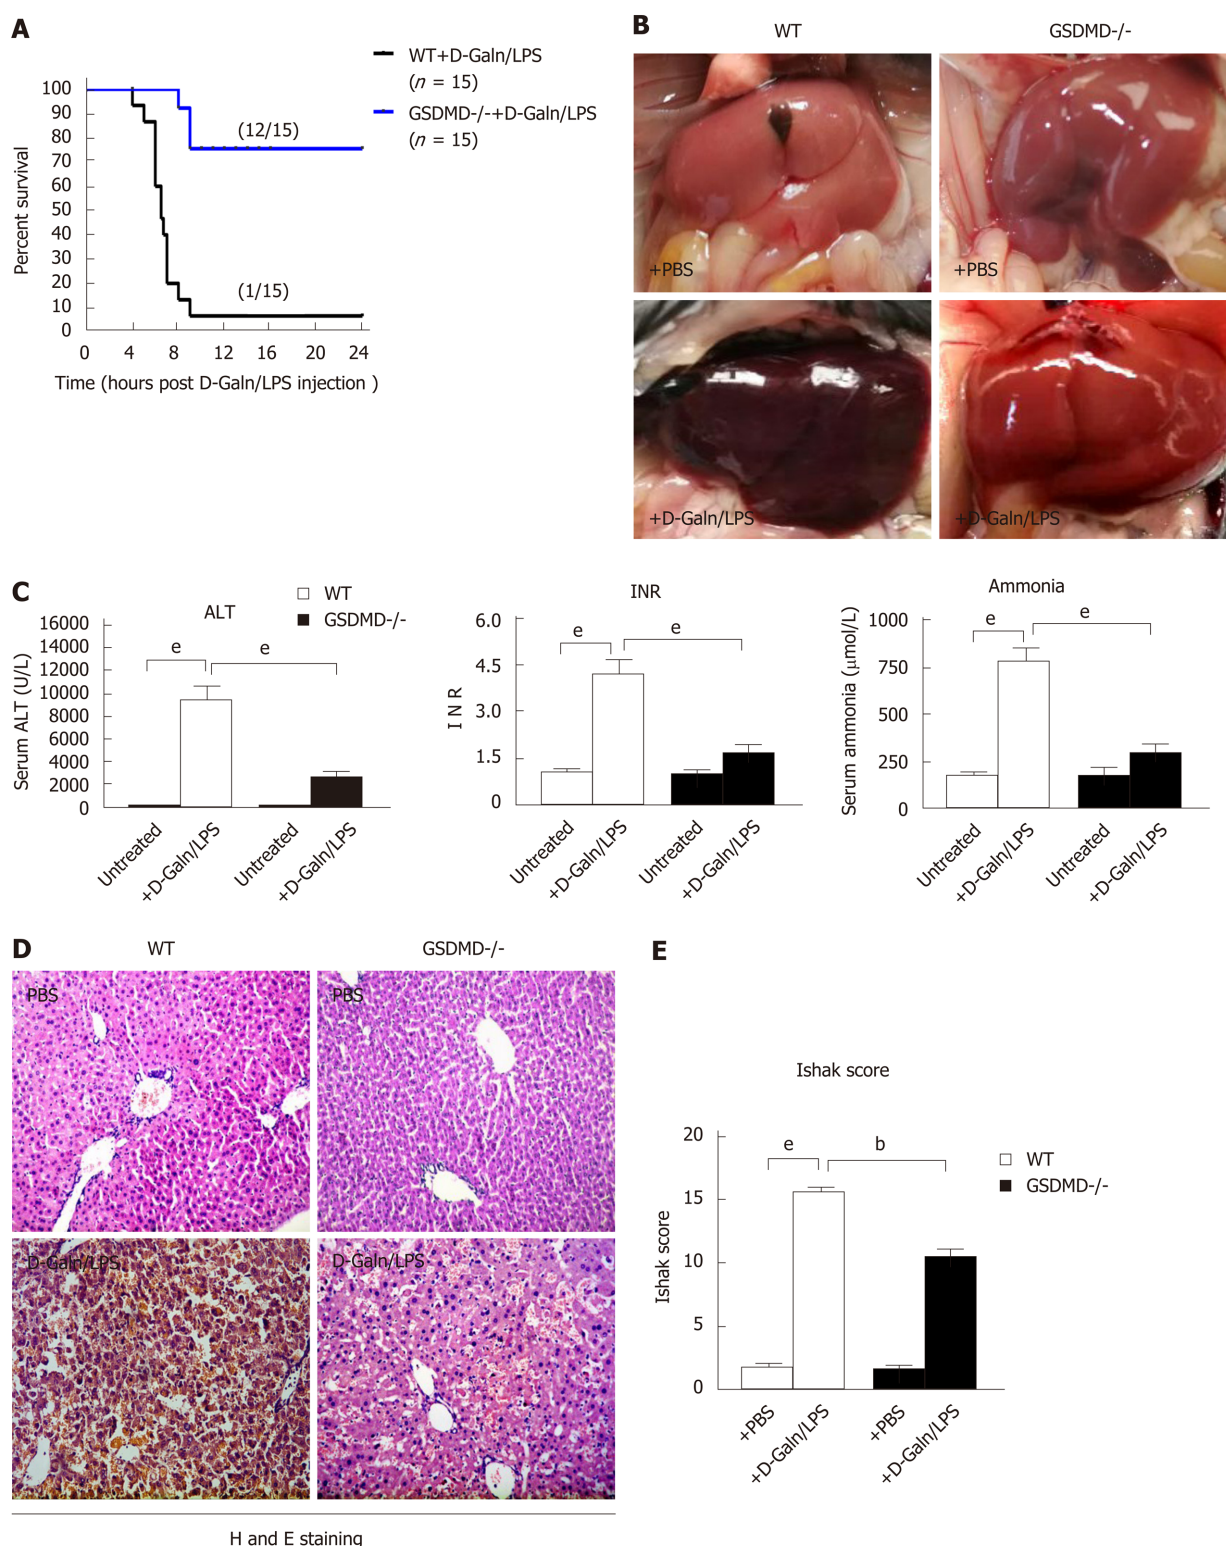 A
WT+D-Galn/LPS
(n = 15)
GSDMD-/-+D-Galn/LPS
(n = 15)
100
90
80
70
60
50
40
30
20
10
0
Percent survival
(12/15)
(1/15)
0 4 8 12 16 20 24
Time (hours post D-Galn/LPS injection )
B
WT
GSDMD-/-
+PBS
+PBS
+D-Galn/LPS
+D-Galn/LPS
C
WT
GSDMD-/-
ALT
16000
14000
12000
10000
8000
6000
4000
2000
0
Serum ALT (U/L)
e
e
Untreated
+D-Galn/LPS
Untreated
+D-Galn/LPS
INR
6.0
4.5
3.0
1.5
0
I N R
e
e
Untreated
+D-Galn/LPS
Untreated
+D-Galn/LPS
Ammonia
1000
750
500
250
0
Serum ammonia (μmol/L)
e
e
Untreated
+D-Galn/LPS
Untreated
+D-Galn/LPS
D
WT
GSDMD-/-
PBS
PBS
D-Galn/LPS
D-Galn/LPS
H and E staining
E
Ishak score
20
15
10
5
0
Ishak score
e
b
WT
GSDMD-/-
+PBS
+D-Galn/LPS
+PBS
+D-Galn/LPS